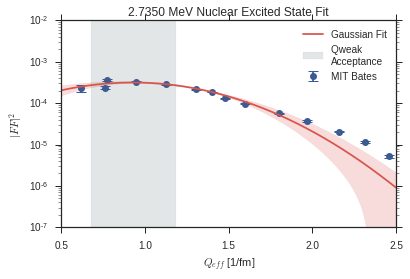 2.7350 MeV Nuclear Excited State Fit
10⁻²
10⁻³
10⁻⁴
10⁻⁵
10⁻⁶
10⁻⁷
|FF|²
Gaussian Fit
Qweak
Acceptance
MIT Bates
0.5 1.0 1.5 2.0 2.5
Q_eff [1/fm]